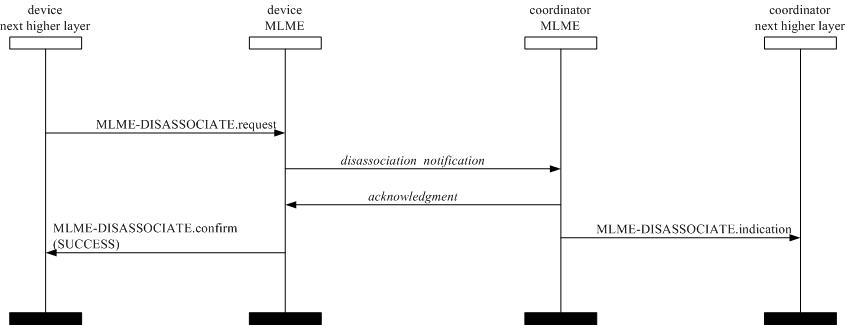 device
next higher layer
device
MLME
coordinator
MLME
coordinator
next higher layer
MLME-DISASSOCIATE.request
disassociation notification
acknowledgment
MLME-DISASSOCIATE.confirm
(SUCCESS)
MLME-DISASSOCIATE.indication